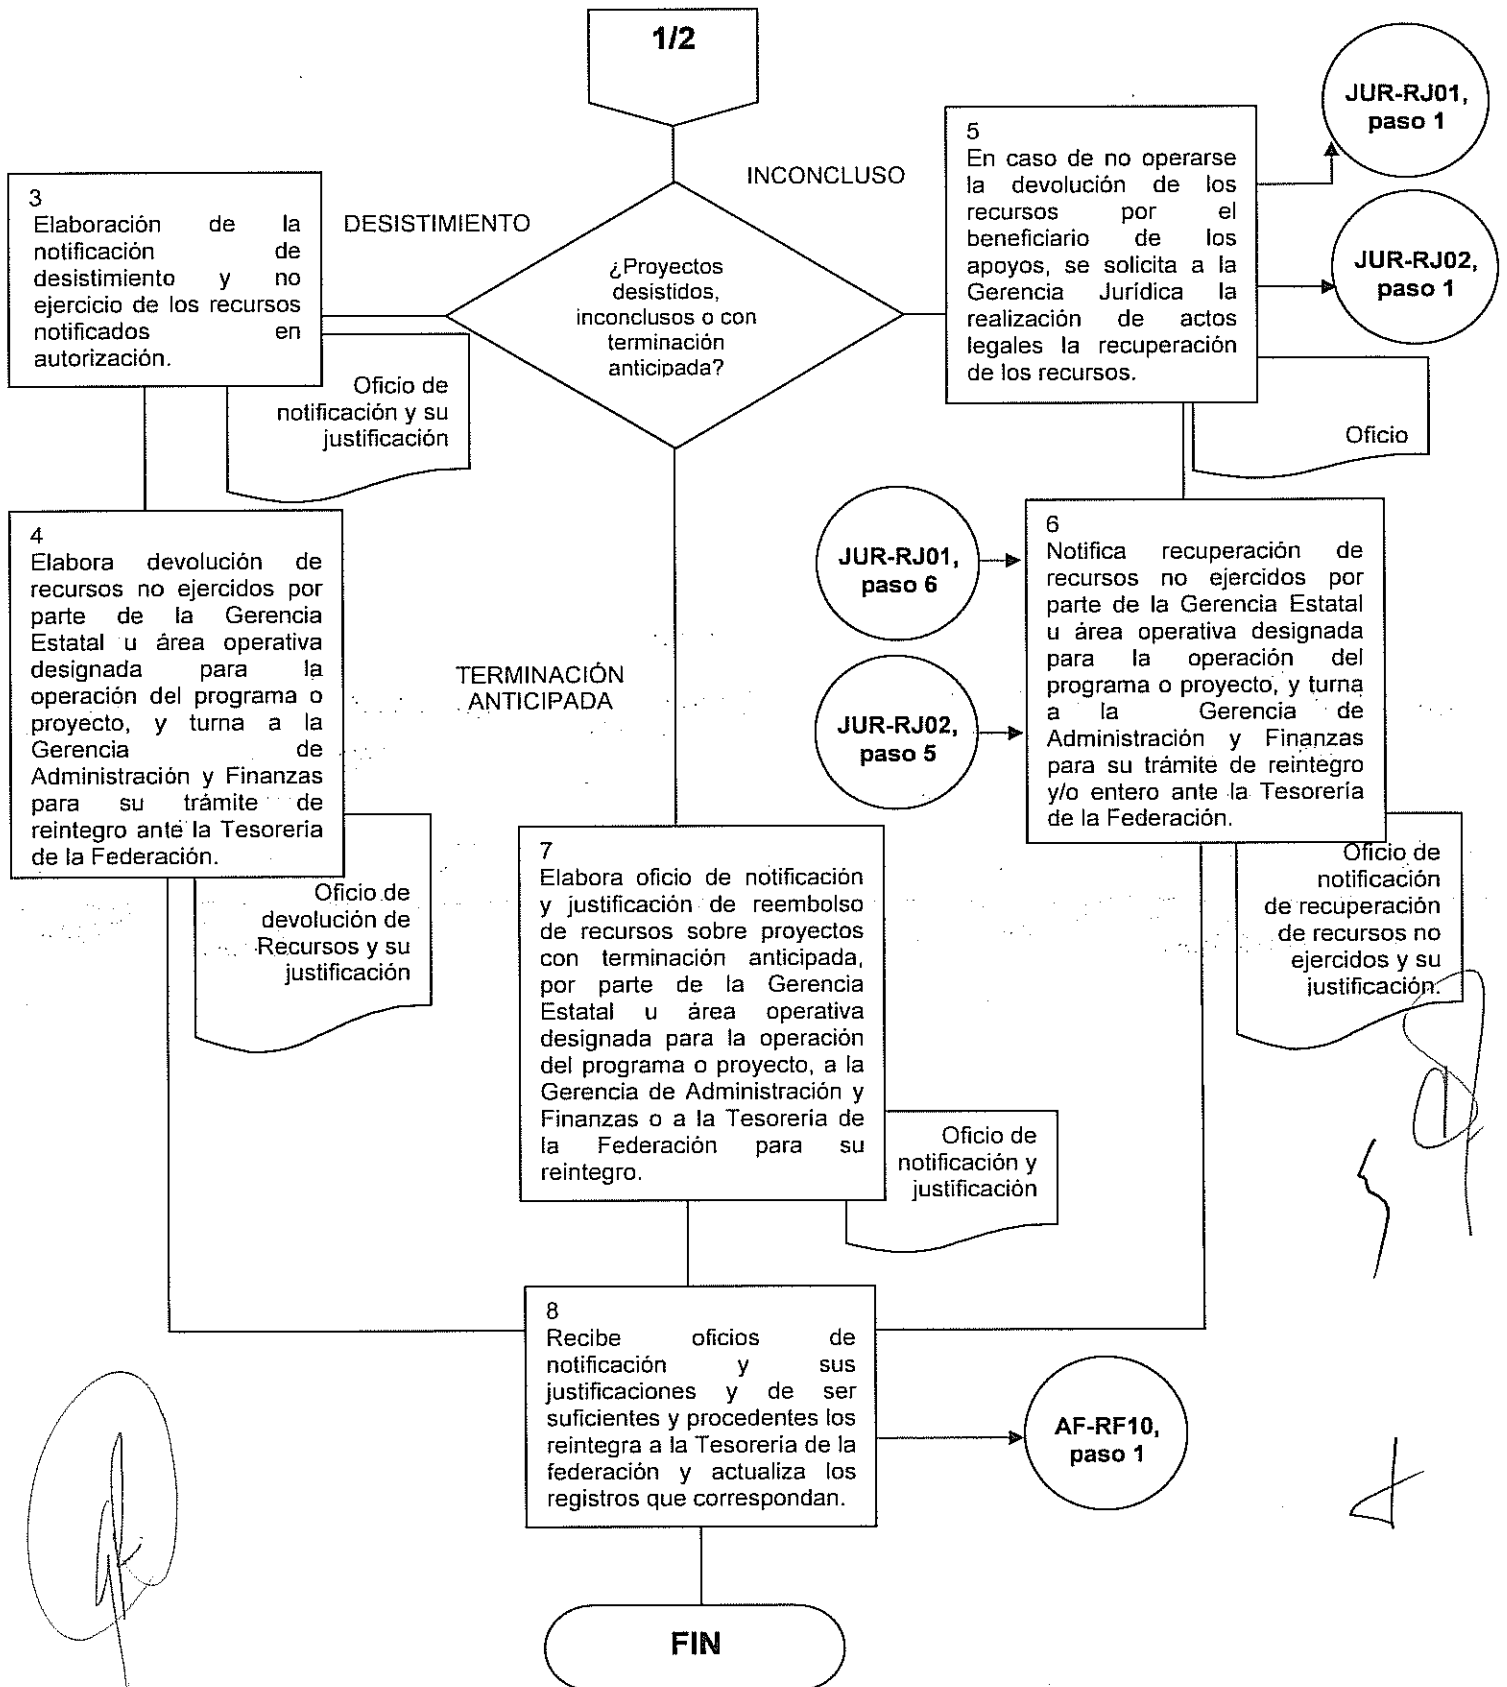 1/2
¿Proyectos
desistidos,
inconclusos o con
terminación
anticipada?
DESISTIMIENTO
3
Elaboración de la
notificación de
desistimiento y no
ejercicio de los recursos
notificados en
autorización.
Oficio de
notificación y su
justificación
4
Elabora devolución de
recursos no ejercidos por
parte de la Gerencia
Estatal u área operativa
designada para la
operación del programa o
proyecto, y turna a la
Gerencia de
Administración y Finanzas
para su trámite de
reintegro ante la Tesorería
de la Federación.
Oficio de
devolución de
Recursos y su
justificación
INCONCLUSO
5
En caso de no operarse
la devolución de los
recursos por el
beneficiario de los
apoyos, se solicita a la
Gerencia Jurídica la
realización de actos
legales la recuperación
de los recursos.
JUR-RJ01,
paso 1
JUR-RJ02,
paso 1
Oficio
JUR-RJ01,
paso 6
JUR-RJ02,
paso 5
6
Notifica recuperación de
recursos no ejercidos por
parte de la Gerencia Estatal
u área operativa designada
para la operación del
programa o proyecto, y turna
a la Gerencia de
Administración y Finanzas
para su trámite de reintegro
y/o entero ante la Tesorería
de la Federación.
Oficio de
notificación
de recuperación
de recursos no
ejercidos y su
justificación.
TERMINACIÓN
ANTICIPADA
7
Elabora oficio de notificación
y justificación de reembolso
de recursos sobre proyectos
con terminación anticipada,
por parte de la Gerencia
Estatal u área operativa
designada para la operación
del programa o proyecto, a la
Gerencia de Administración y
Finanzas o a la Tesorería de
la Federación para su
reintegro.
Oficio de
notificación y
justificación
8
Recibe oficios de
notificación y sus
justificaciones y de ser
suficientes y procedentes los
reintegra a la Tesorería de la
federación y actualiza los
registros que correspondan.
AF-RF10,
paso 1
FIN